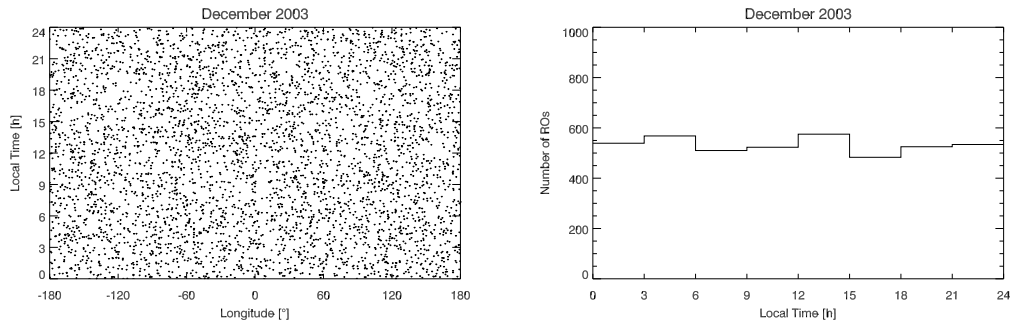 December 2003
24
21
18
15
12
9
6
3
0
Local Time [h]
-180 -120 -60 0 60 120 180
Longitude [°]
December 2003
1000
800
600
400
200
0
Number of ROs
0 3 6 9 12 15 18 21 24
Local Time [h]